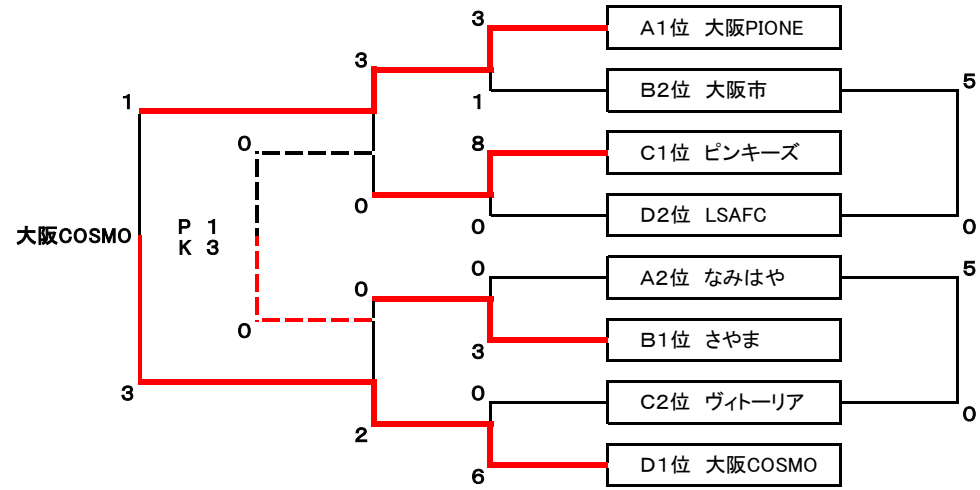 3
A1位 大阪PIONE
3
1
B2位 大阪市
5
1
0
8
C1位 ピンキーズ
0
0
D2位 LSAFC
0
P 1
K 3
大阪COSMO
0
0
A2位 なみはや
5
0
3
B1位 さやま
3
0
C2位 ヴィトーリア
0
2
6
D1位 大阪COSMO